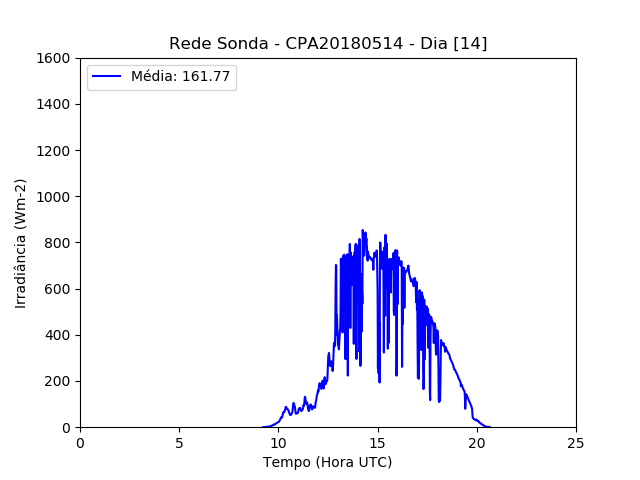 Rede Sonda - CPA20180514 - Dia [14]
Média: 161.77
1600
1400
1200
1000
800
600
400
200
0
Irradiância (Wm-2)
0 5 10 15 20 25
Tempo (Hora UTC)